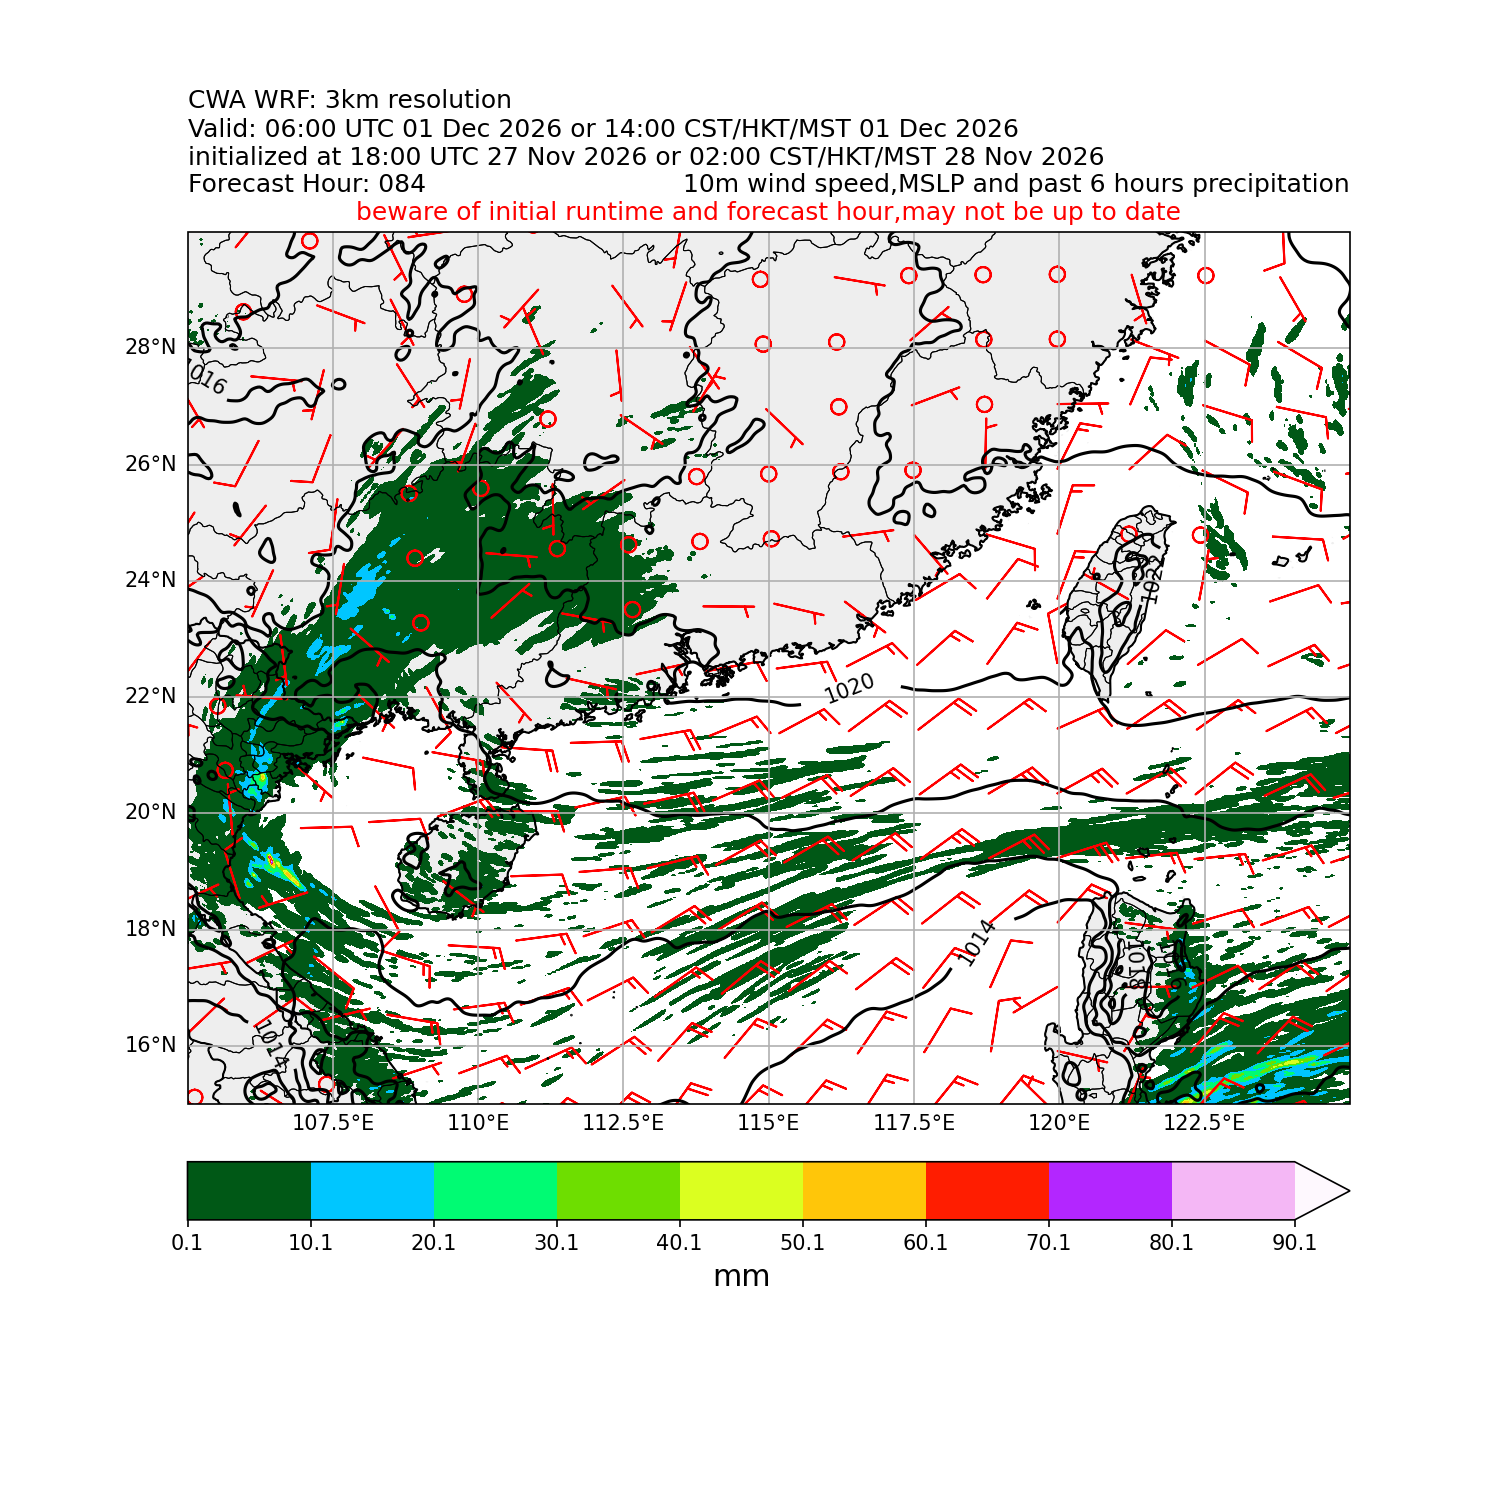 CWA WRF: 3km resolution
Valid: 06:00 UTC 01 Dec 2026 or 14:00 CST/HKT/MST 01 Dec 2026
initialized at 18:00 UTC 27 Nov 2026 or 02:00 CST/HKT/MST 28 Nov 2026
Forecast Hour: 084 10m wind speed,MSLP and past 6 hours precipitation
beware of initial runtime and forecast hour,may not be up to date
28°N
016
26°N
24°N
1022
22°N
1020
20°N
18°N
1014
1018
16°N
1014
107.5°E 110°E 112.5°E 115°E 117.5°E 120°E 122.5°E
0.1 10.1 20.1 30.1 40.1 50.1 60.1 70.1 80.1 90.1
mm